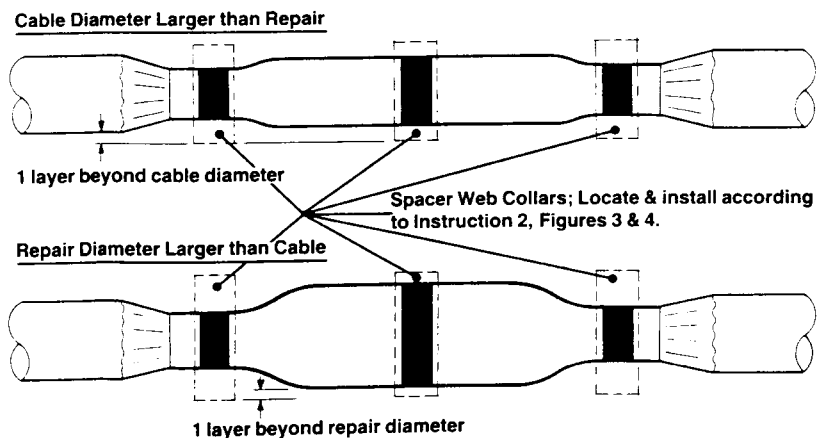 Cable Diameter Larger than Repair
1 layer beyond cable diameter
Spacer Web Collars; Locate & install according
to Instruction 2, Figures 3 & 4.
Repair Diameter Larger than Cable
1 layer beyond repair diameter